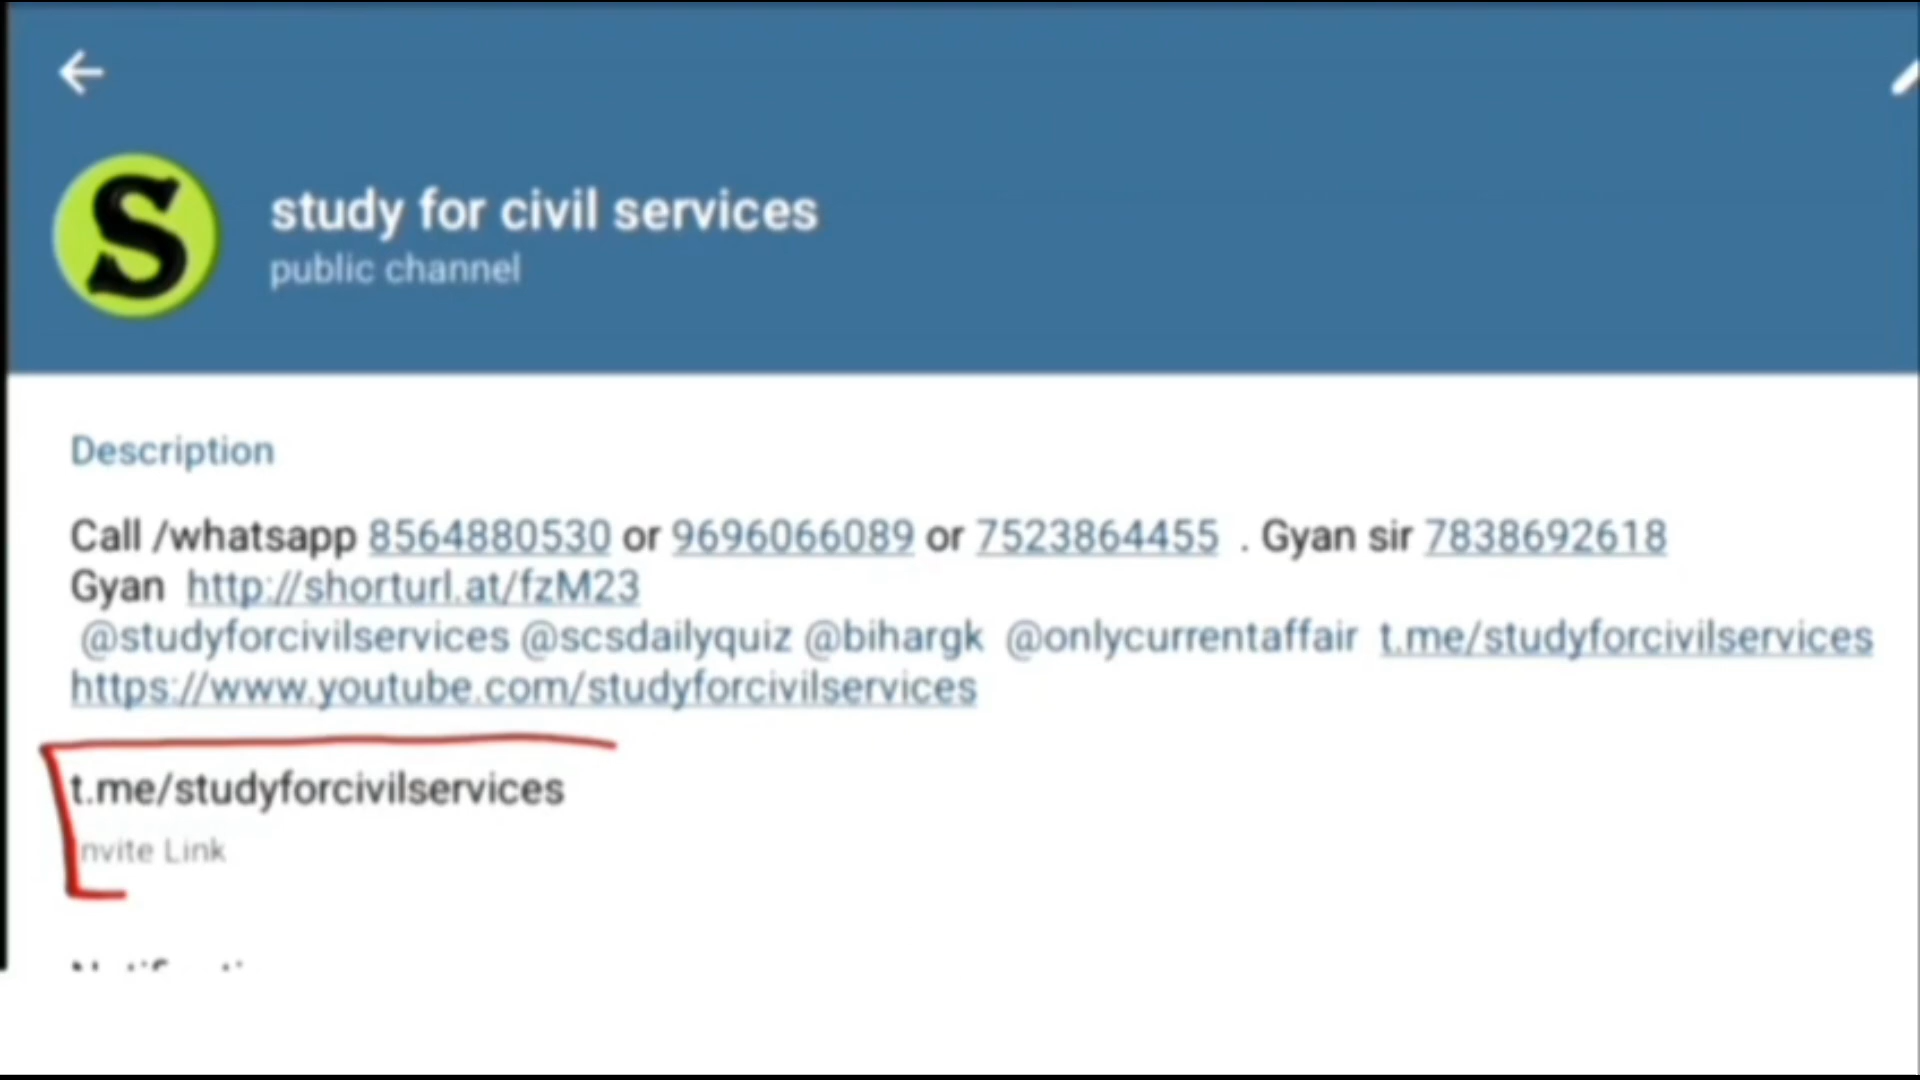 S
study for civil services
public channel
Description
Call /whatsapp 8564880530 or 9696066089 or 7523864455 . Gyan sir 7838692618
Gyan http://shorturl.at/fzM23
@studyforcivilservices @scsdailyquiz @bihargk @onlycurrentaffair t.me/studyforcivilservices
https://www.youtube.com/studyforcivilservices
t.me/studyforcivilservices
Invite Link